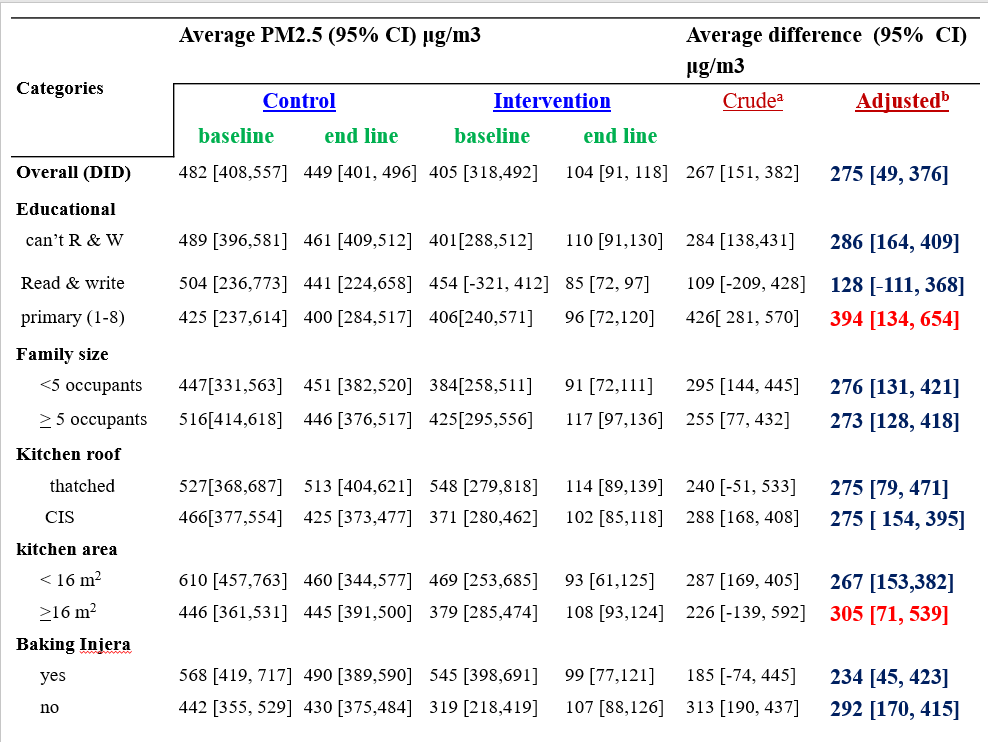 Average PM2.5 (95% CI) µg/m3 Average difference (95% CI) µg/m3
Categories
Control Intervention Crudea Adjustedb
baseline end line baseline end line
Overall (DID) 482 [408,557] 449 [401, 496] 405 [318,492] 104 [91, 118] 267 [151, 382] 275 [49, 376]
Educational
can’t R & W 489 [396,581] 461 [409,512] 401[288,512] 110 [91,130] 284 [138,431] 286 [164, 409]
Read & write 504 [236,773] 441 [224,658] 454 [-321, 412] 85 [72, 97] 109 [-209, 428] 128 [-111, 368]
primary (1-8) 425 [237,614] 400 [284,517] 406[240,571] 96 [72,120] 426[ 281, 570] 394 [134, 654]
Family size
<5 occupants 447[331,563] 451 [382,520] 384[258,511] 91 [72,111] 295 [144, 445] 276 [131, 421]
≥ 5 occupants 516[414,618] 446 [376,517] 425[295,556] 117 [97,136] 255 [77, 432] 273 [128, 418]
Kitchen roof
thatched 527[368,687] 513 [404,621] 548 [279,818] 114 [89,139] 240 [-51, 533] 275 [79, 471]
CIS 466[377,554] 425 [373,477] 371 [280,462] 102 [85,118] 288 [168, 408] 275 [ 154, 395]
kitchen area
< 16 m2 610 [457,763] 460 [344,577] 469 [253,685] 93 [61,125] 287 [169, 405] 267 [153,382]
≥16 m2 446 [361,531] 445 [391,500] 379 [285,474] 108 [93,124] 226 [-139, 592] 305 [71, 539]
Baking Injera
yes 568 [419, 717] 490 [389,590] 545 [398,691] 99 [77,121] 185 [-74, 445] 234 [45, 423]
no 442 [355, 529] 430 [375,484] 319 [218,419] 107 [88,126] 313 [190, 437] 292 [170, 415]